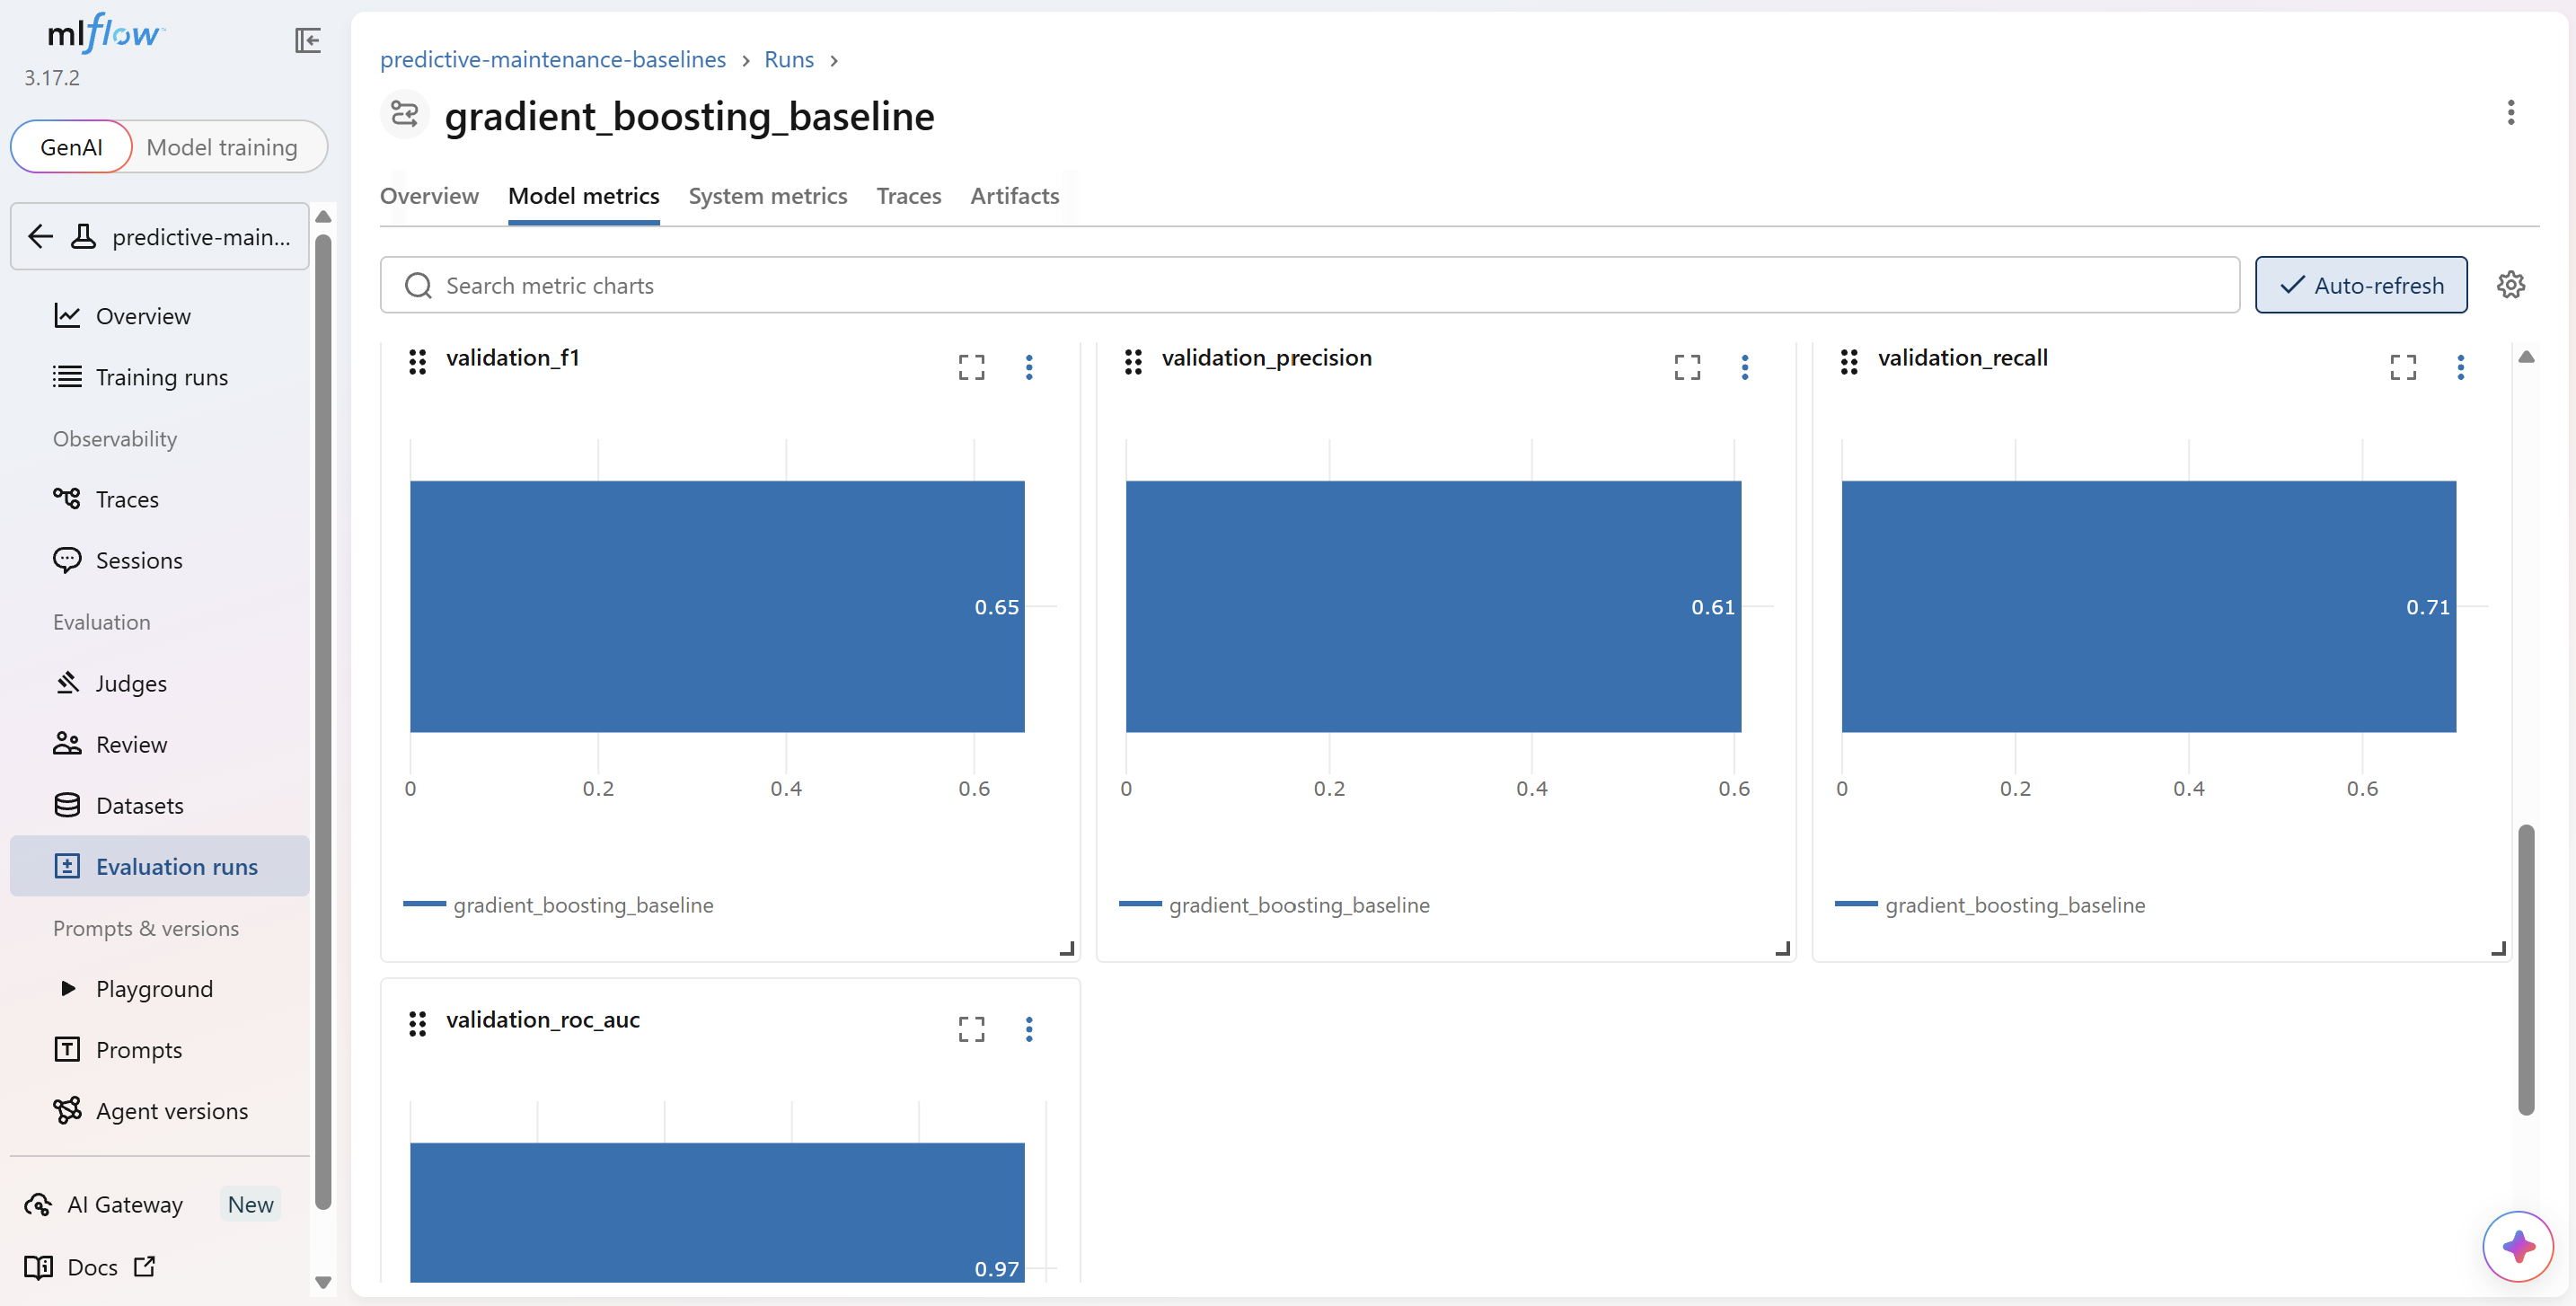 mlflow
3.17.2
GenAI
Model training
predictive-main...
Overview
Training runs
Observability
Traces
Sessions
Evaluation
Judges
Review
Datasets
Evaluation runs
Prompts & versions
Playground
Prompts
Agent versions
AI Gateway New
Docs
predictive-maintenance-baselines > Runs >
gradient_boosting_baseline
Overview Model metrics System metrics Traces Artifacts
Search metric charts
Auto-refresh
validation_f1
0.65
0 0.2 0.4 0.6
gradient_boosting_baseline
validation_precision
0.61
0 0.2 0.4 0.6
gradient_boosting_baseline
validation_recall
0.71
0 0.2 0.4 0.6
gradient_boosting_baseline
validation_roc_auc
0.97